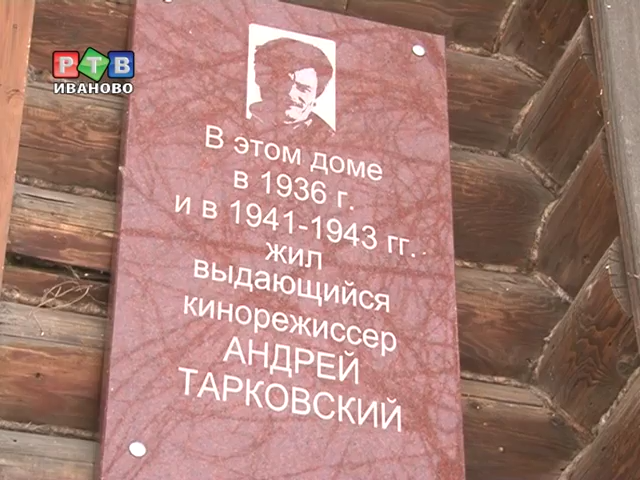 РТВ
ИВАНОВО
В этом доме
в 1936 г.
и в 1941-1943 гг.
жил
выдающийся
кинорежиссер
АНДРЕЙ
ТАРКОВСКИЙ